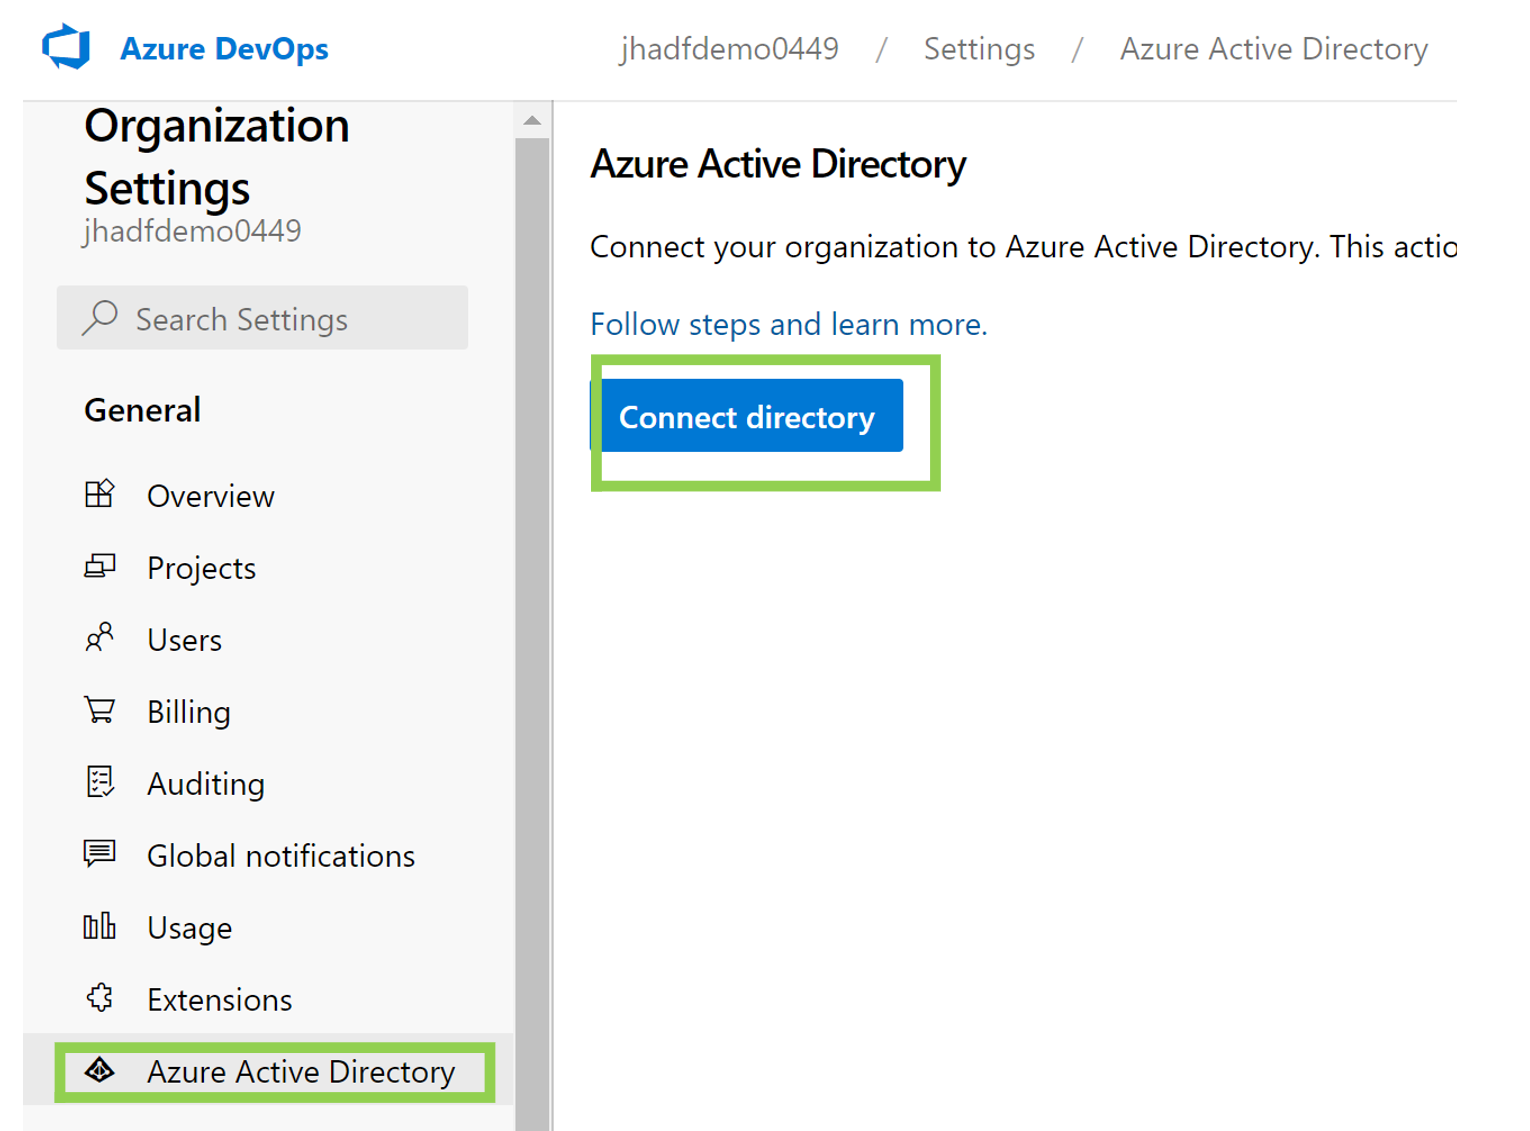 Azure DevOps
jhadfdemo0449 / Settings / Azure Active Directory
Organization
Settings
jhadfdemo0449
Search Settings
General
Overview
Projects
Users
Billing
Auditing
Global notifications
Usage
Extensions
Azure Active Directory
Azure Active Directory
Connect your organization to Azure Active Directory. This actio
Follow steps and learn more.
Connect directory